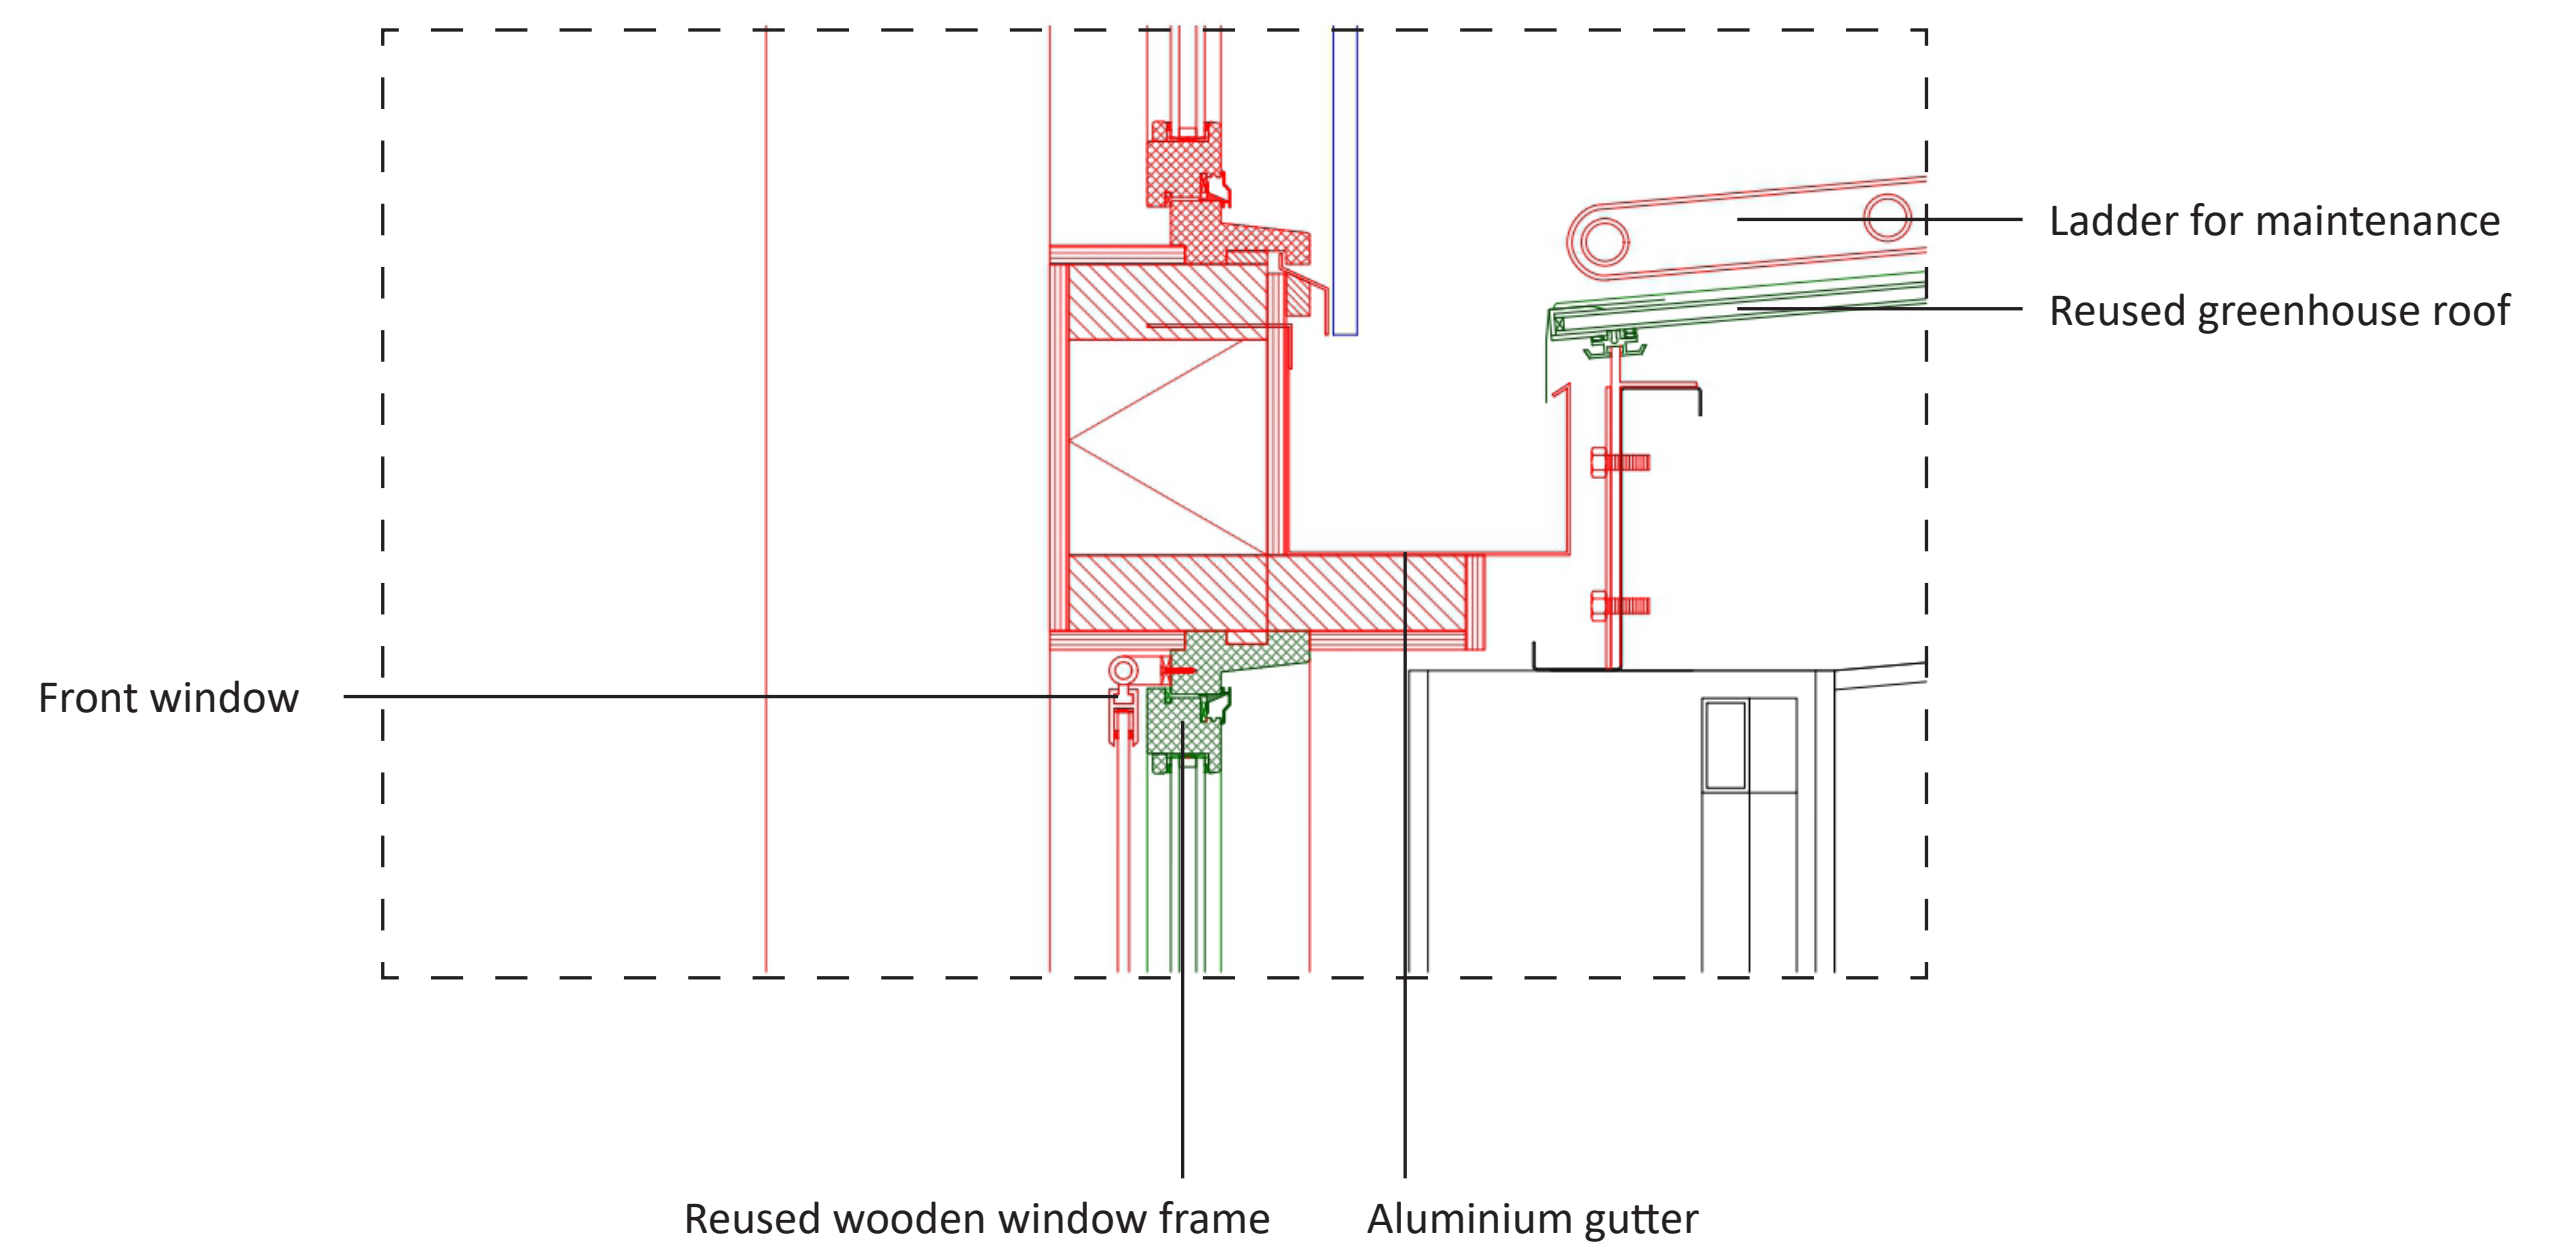 Ladder for maintenance
Reused greenhouse roof
Front window
Reused wooden window frame
Aluminium gutter